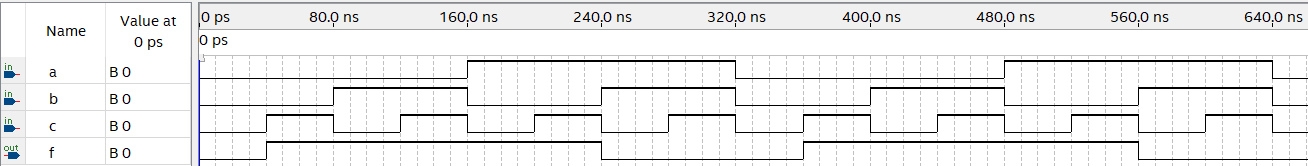 Name
Value at
0 ps
0 ps 80.0 ns 160.0 ns 240.0 ns 320.0 ns 400.0 ns 480.0 ns 560.0 ns 640.0 ns
0 ps
in a B 0
in b B 0
in c B 0
out f B 0